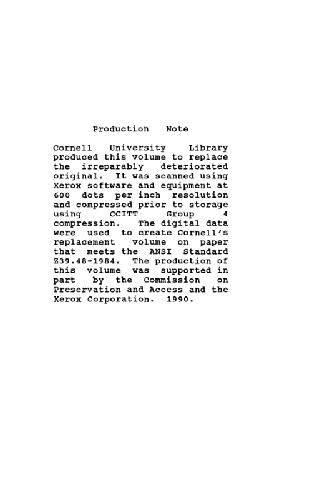 Production Note
Cornell University Library
produced this volume to replace
the irreparably deteriorated
original. It was scanned using
Xerox software and equipment at
600 dots per inch resolution
and compressed prior to storage
using CCITT Group 4
compression. The digital data
were used to create Cornell's
replacement volume on paper
that meets the ANSI Standard
Z39.48-1984. The production of
this volume was supported in
part by the Commission on
Preservation and Access and the
Xerox Corporation. 1990.